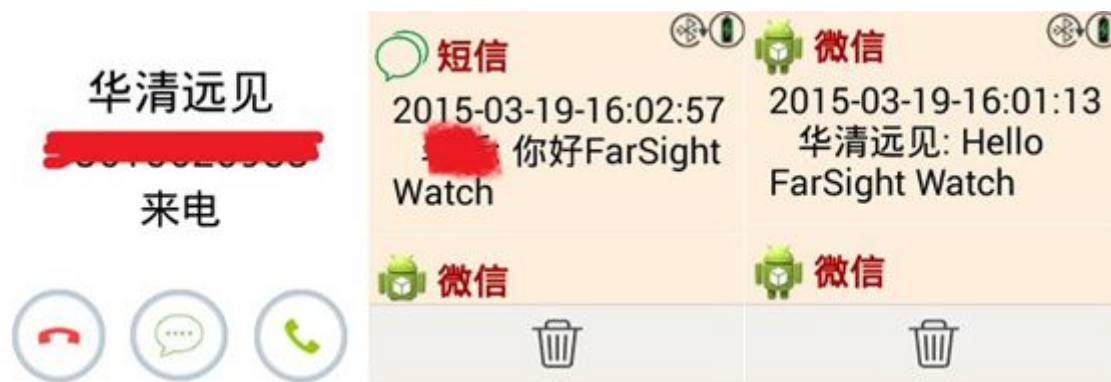 华清远见
来电
短信
2015-03-19-16:02:57
你好FarSight
Watch
微信
微信
2015-03-19-16:01:13
华清远见: Hello
FarSight Watch
微信